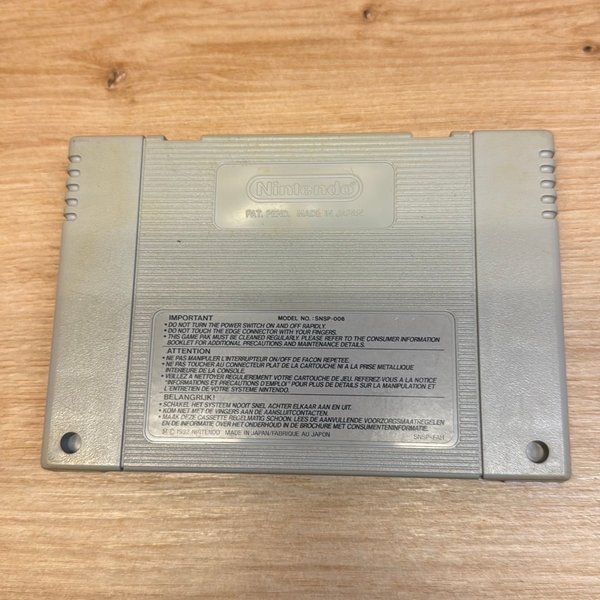 Nintendo®
PAT. PEND. MADE IN JAPAN
IMPORTANT MODEL NO.:SNSP-006
• DO NOT TURN THE POWER SWITCH ON AND OFF RAPIDLY.
• DO NOT TOUCH THE EDGE CONNECTOR WITH YOUR FINGERS.
• THIS GAME PAK MUST BE CLEANED REGULARLY. PLEASE REFER TO THE CONSUMER INFORMATION
BOOKLET FOR ADDITIONAL PRECAUTIONS AND MAINTENANCE DETAILS.
ATTENTION
• NE PAS MANIPULER L'INTERRUPTEUR ON/OFF DE FAÇON REPETEE.
• NE PAS TOUCHER AU CONNECTEUR PLAT DE LA CARTOUCHE NI A LA PRISE METALLIQUE
INTERIEURE DE LA CONSOLE.
• VEILLEZ A NETTOYER REGULIEREMENT VOTRE CARTOUCHE DE JEU. REFEREZ-VOUS A LA NOTICE
"INFORMATIONS ET PRECAUTIONS D'EMPLOI" POUR PLUS DE DETAILS SUR LA MANIPULATION ET
L'ENTRETIEN DE VOTRE SYSTEME NINTENDO.
BELANGRIJK!
• SCHAKEL HET SYSTEEM NOOIT SNEL ACHTER ELKAAR AAN EN UIT.
• KOM NIET MET DE VINGERS AAN DE AANSLUITCONTACTEN.
• MAAK DEZE CASSETTE REGELMATIG SCHOON. LEES DE AANVULLENDE VOORZORGSMAATREGELEN
EN DE INFORMATIE OVER HET ONDERHOUD IN DE BROCHURE MET CONSUMENTENINFORMATIE.
© 1992 NINTENDO MADE IN JAPAN/FABRIQUE AU JAPON